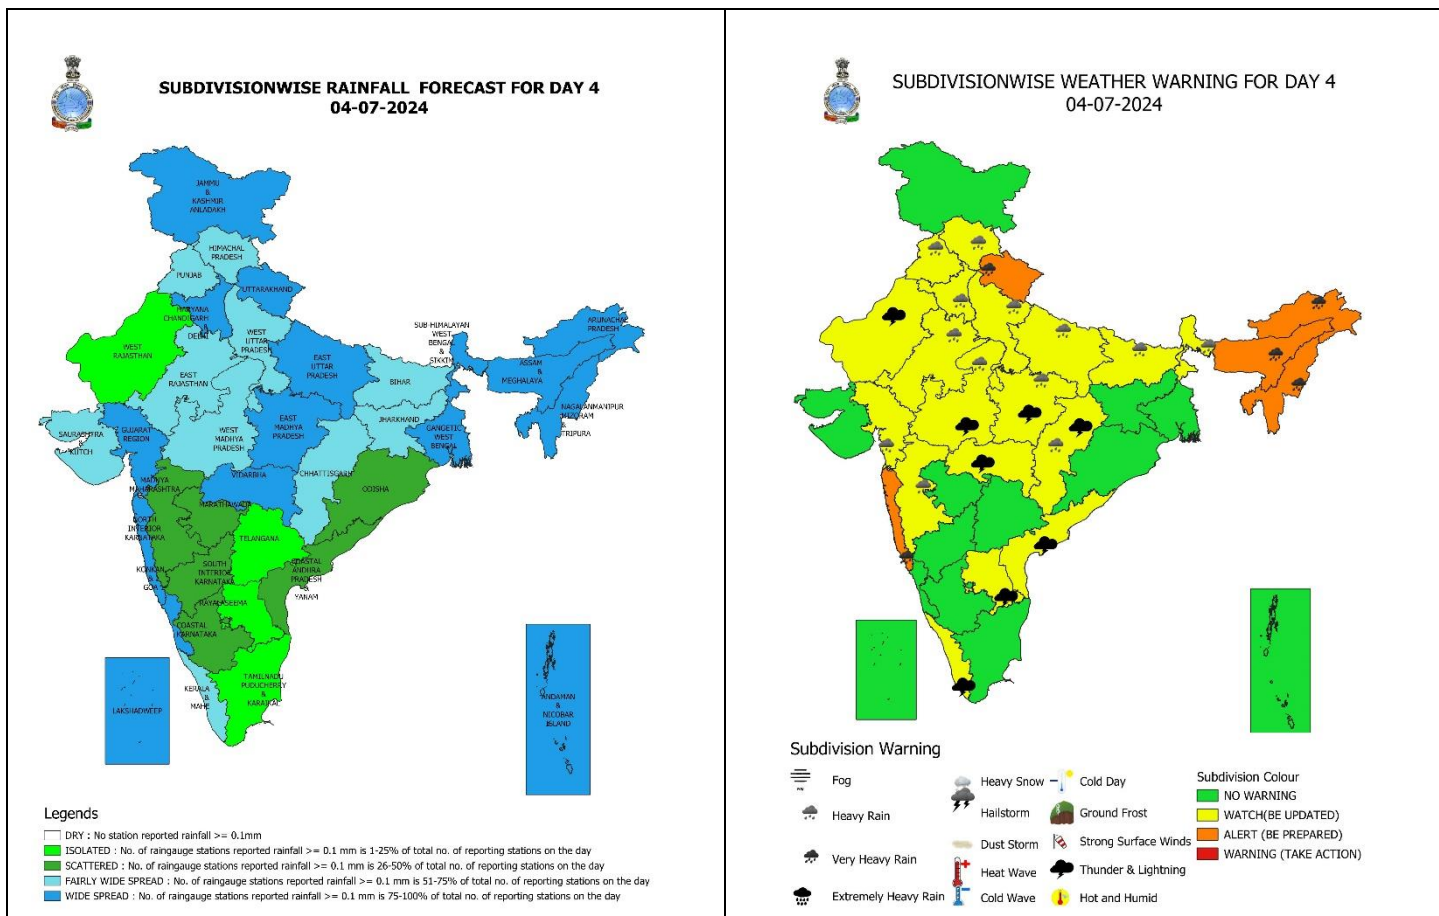 SUBDIVISIONWISE RAINFALL FORECAST FOR DAY 4
04-07-2024
JAMMU
&
KASHMIR
ANLADAKH
HIMACHAL
PRADESH
PUNJAB
UTTARAKHAND
HARYANA
CHANDIGARH
&
DELHI
WEST
UTTAR
PRADESH
WEST
RAJASTHAN
SUB-HIMALAYAN
WEST
BENGAL
&
SIKKIM
ARUNACHAL
PRADESH
EAST
UTTAR
PRADESH
ASSAM
&
MEGHALAYA
EAST
RAJASTHAN
BIHAR
NAGALANMANIPUR
MIZORAM
&
TRIPURA
JHARKHAND
GANGETIC
WEST
BENGAL
EAST
MADHYA
PRADESH
WEST
MADHYA
PRADESH
GUJARAT
REGION
SAURASHTRA
&
KUTCH
CHHATTISGARH
VIDARBHA
MADHYA
MAHARASHTRA
ODISHA
MARATHAWADA
NORTH
INTERIOR
KARNATAKA
TELANGANA
KONKAN
&
GOA
SOUTH
INTERIOR
KARNATAKA
COASTAL
ANDHRA
PRADESH
&
YANAM
RAYALASEEMA
COASTAL
KARNATAKA
KERALA
&
MAHE
TAMILNADU
PUDUCHERRY
&
KARAIKAL
LAKSHADWEEP
ANDAMAN
&
NICOBAR
ISLAND
Legends
DRY : No station reported rainfall >= 0.1mm
ISOLATED : No. of raingauge stations reported rainfall >= 0.1 mm is 1-25% of total no. of reporting stations on the day
SCATTERED : No. of raingauge stations reported rainfall >= 0.1 mm is 26-50% of total no. of reporting stations on the day
FAIRLY WIDE SPREAD : No. of raingauge stations reported rainfall >= 0.1 mm is 51-75% of total no. of reporting stations on the day
WIDE SPREAD : No. of raingauge stations reported rainfall >= 0.1 mm is 75-100% of total no. of reporting stations on the day
SUBDIVISIONWISE WEATHER WARNING FOR DAY 4
04-07-2024
Subdivision Warning
Fog
Heavy Rain
Very Heavy Rain
Extremely Heavy Rain
Heavy Snow
Hailstorm
Dust Storm
Heat Wave
Cold Wave
Cold Day
Ground Frost
Strong Surface Winds
Thunder & Lightning
Hot and Humid
Subdivision Colour
NO WARNING
WATCH(BE UPDATED)
ALERT (BE PREPARED)
WARNING (TAKE ACTION)